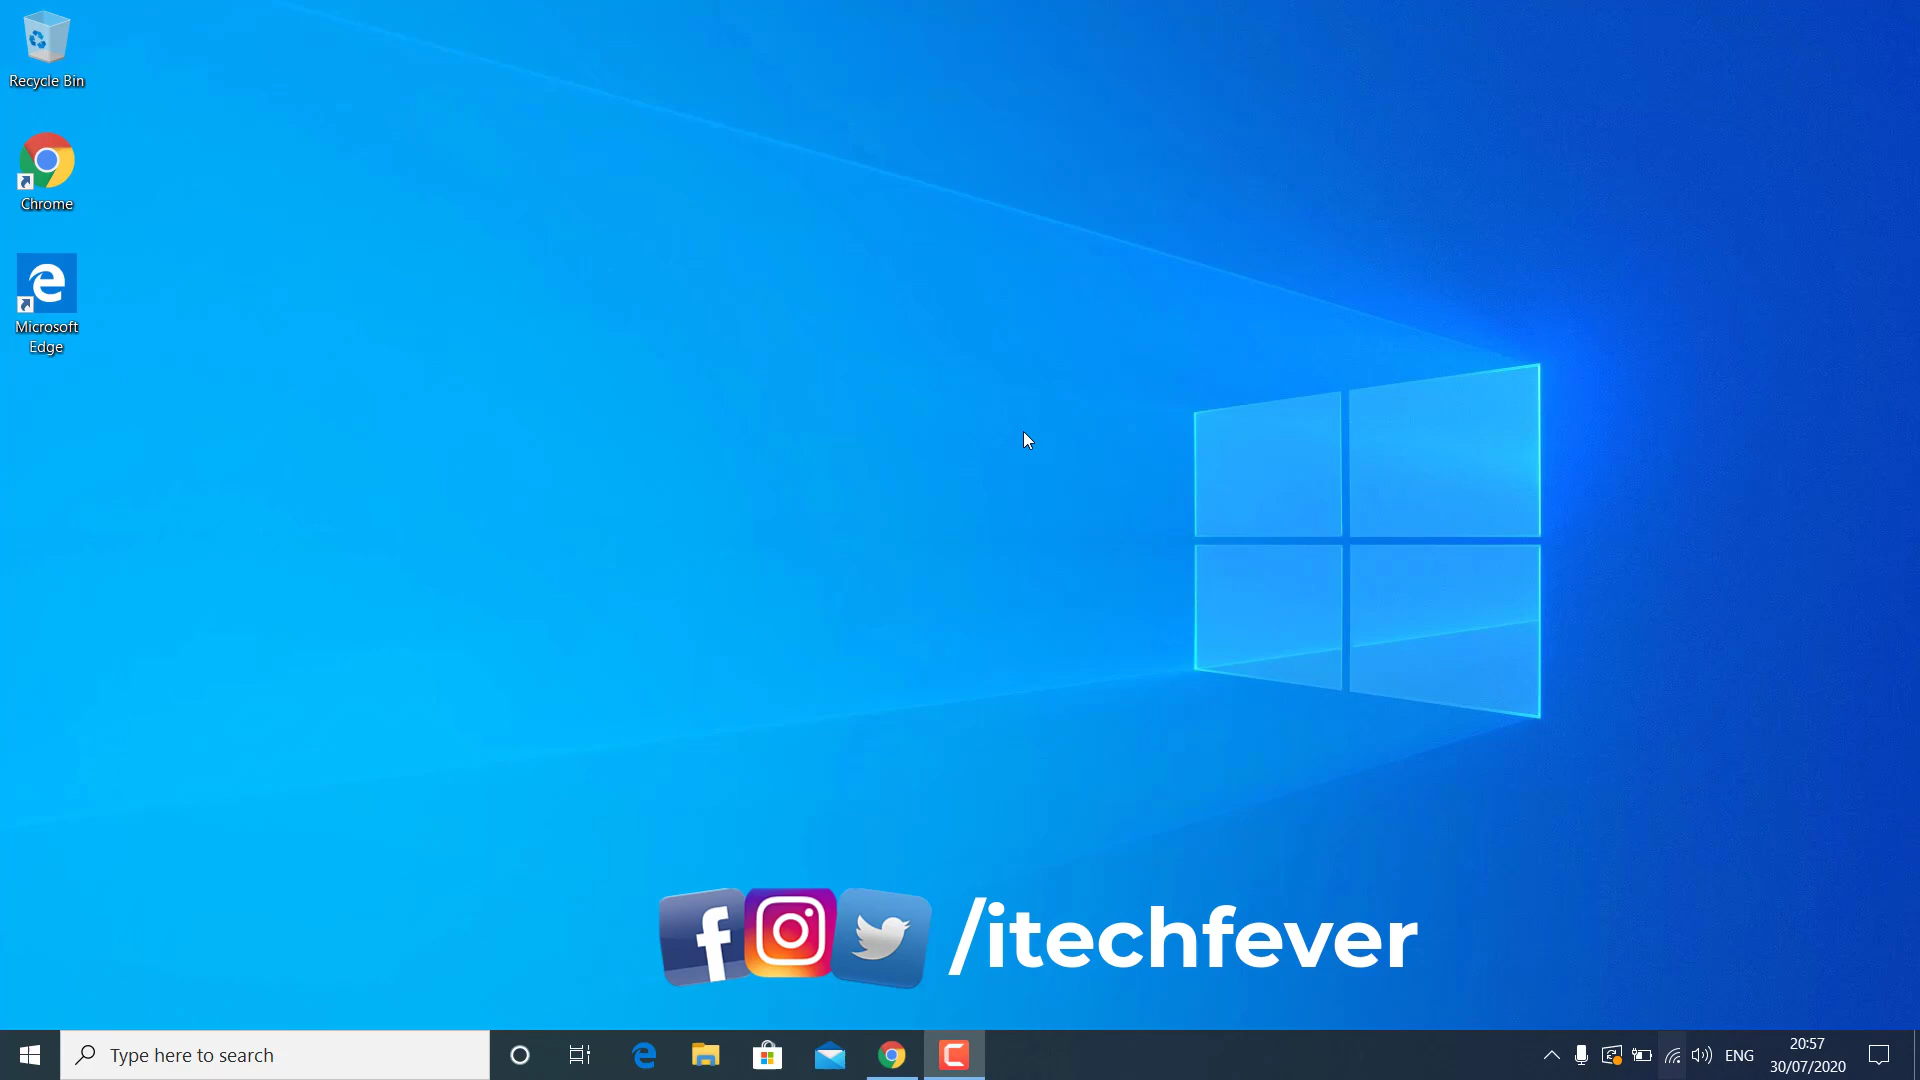 Recycle Bin
Chrome
Microsoft
Edge
/itechfever
Type here to search
ENG
20:57
30/07/2020